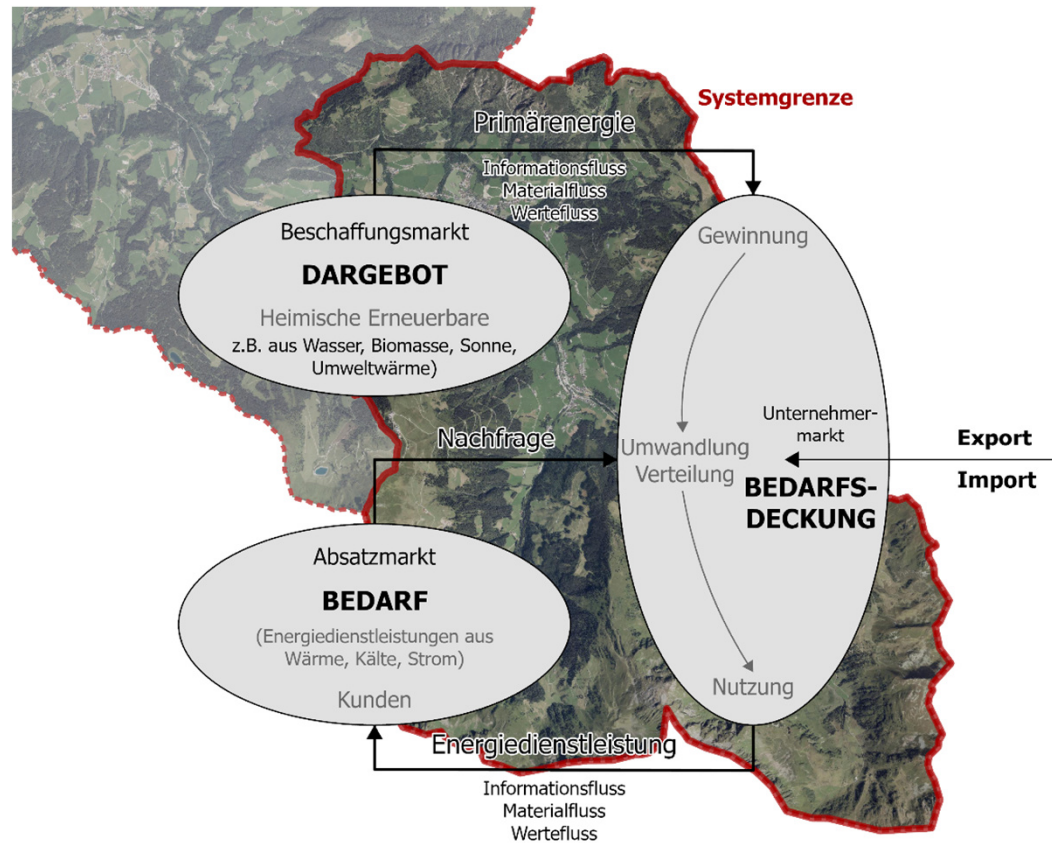 Systemgrenze
Primärenergie
Informationsfluss
Materialfluss
Wertefluss
Beschaffungsmarkt
DARGEBOT
Heimische Erneuerbare
z.B. aus Wasser, Biomasse, Sonne,
Umweltwärme)
Gewinnung
Nachfrage
Umwandlung
Verteilung
Unternehmer-
markt
BEDARFS-
DECKUNG
Export
Import
Absatzmarkt
BEDARF
(Energiedienstleistungen aus
Wärme, Kälte, Strom)
Kunden
Nutzung
Energiedienstleistung
Informationsfluss
Materialfluss
Wertefluss